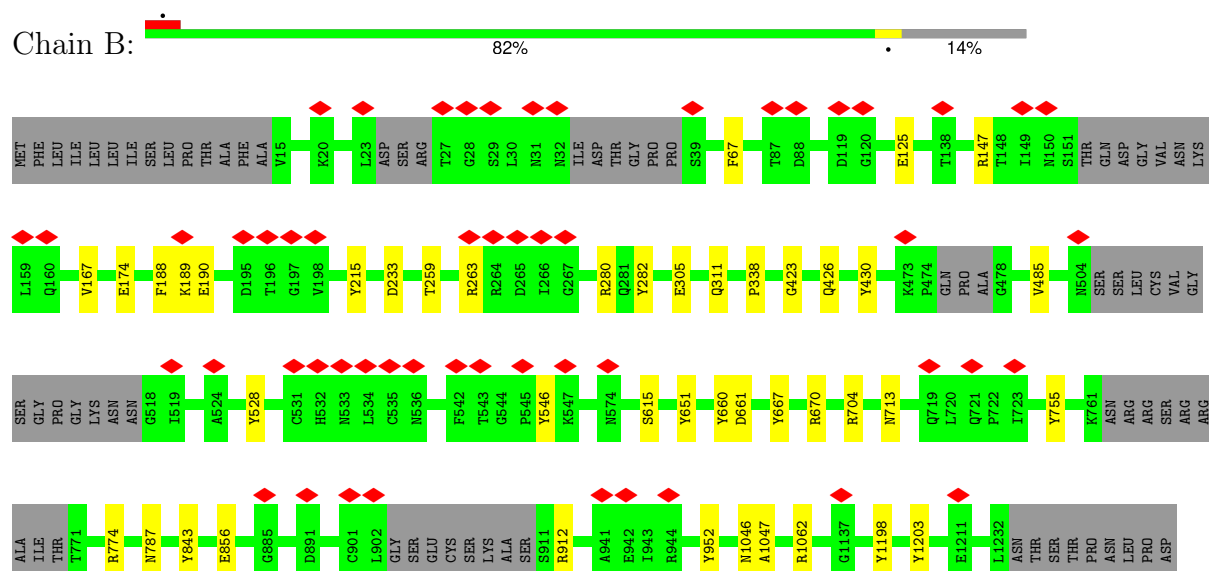 Chain B:
82%
14%
MET PHE LEU ILE LEU LEU ILE SER LEU PRO THR ALA PHE ALA V15 K20 L23 ASP SER ARG T27 G28 S29 L30 N31 N32 ILE ASP THR GLY PRO PRO S39 F67 T87 D88 D119 G120 E125 T138 R147 T148 I149 N150 S151 THR GLN ASP GLY VAL ASN LYS
L159 Q160 V167 E174 F188 K189 E190 D195 T196 G197 V198 Y215 D233 T259 R263 R264 D265 I266 G267 R280 Q281 Y282 E305 Q311 P338 G423 Q426 Y430 K473 P474 GLN PRO ALA G478 V485 N504 SER SER LEU CYS VAL GLY
SER GLY PRO GLY LYS ASN ASN G518 I519 A524 Y528 C531 H532 N533 L534 C535 N536 F542 T543 G544 P545 Y546 K547 N574 S615 Y651 Y660 D661 Y667 R670 R704 N713 Q719 L720 Q721 P722 I723 Y755 K761 ASN ARG ARG SER ARG ARG
ALA ILE THR T771 R774 N787 Y843 E856 G885 D891 C901 L902 GLY SER GLU CYS SER LYS ALA SER S911 R912 A941 E942 I943 R944 Y952 N1046 A1047 R1062 G1137 Y1198 Y1203 E1211 L1232 ASN THR SER THR PRO ASN LEU PRO ASP